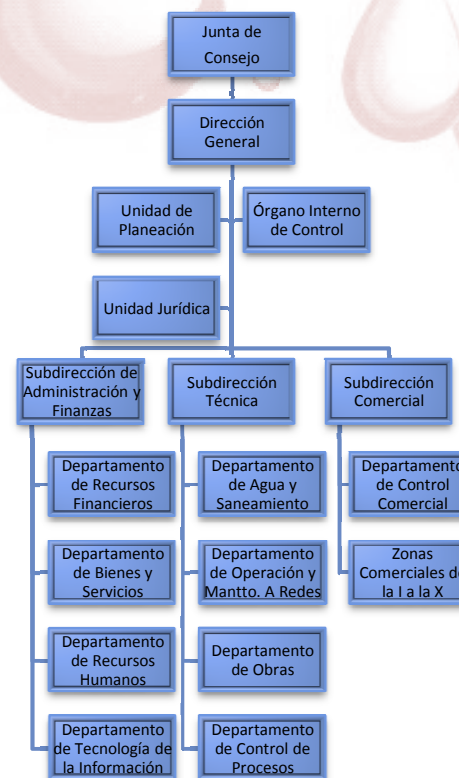 Junta de
Consejo
Dirección
General
Unidad de
Planeación
Órgano Interno
de Control
Unidad Jurídica
Subdirección de
Administración y
Finanzas
Subdirección
Técnica
Subdirección
Comercial
Departamento
de Recursos
Financieros
Departamento
de Agua y
Saneamiento
Departamento
de Control
Comercial
Departamento
de Bienes y
Servicios
Departamento
de Operación y
Mantto. A Redes
Zonas
Comerciales de
la I a la X
Departamento
de Recursos
Humanos
Departamento
de Obras
Departamento
de Tecnología de
la Información
Departamento
de Control de
Procesos